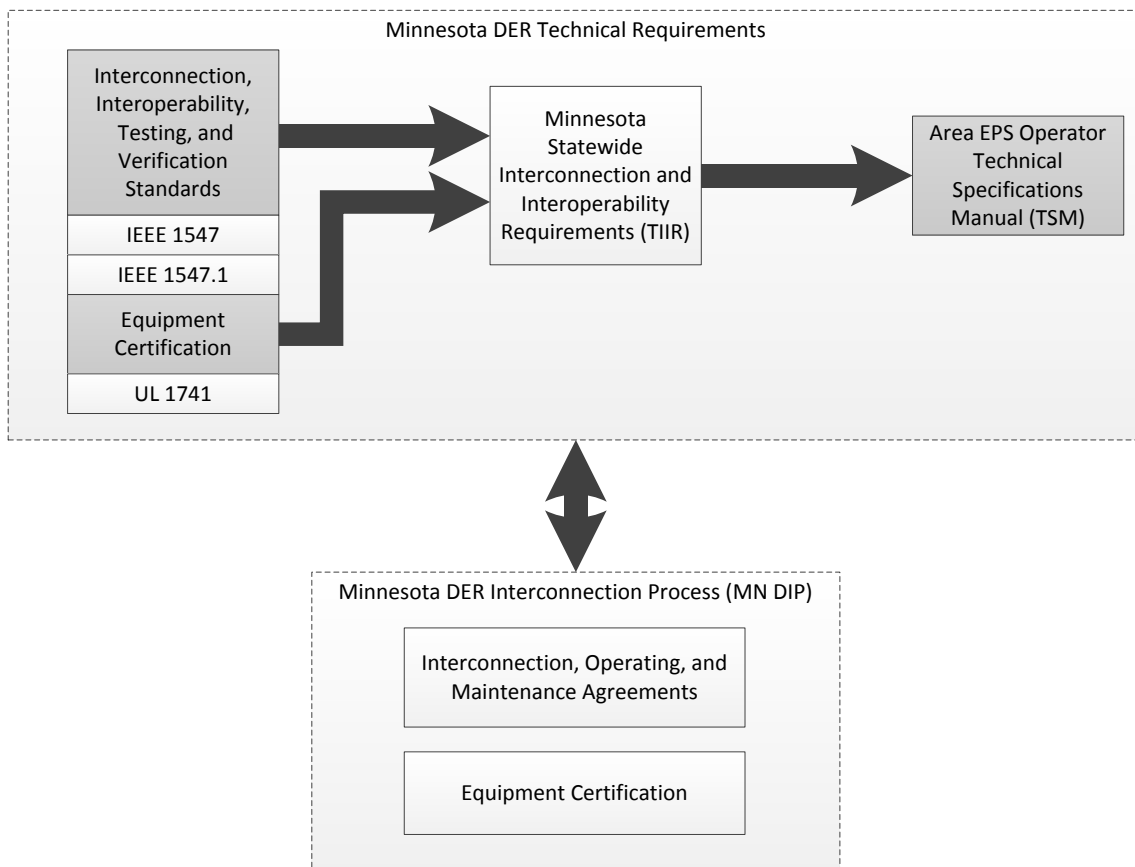 Minnesota DER Technical Requirements
Interconnection,
Interoperability,
Testing, and
Verification
Standards
IEEE 1547
IEEE 1547.1
Equipment
Certification
UL 1741
Minnesota
Statewide
Interconnection and
Interoperability
Requirements (TIIR)
Area EPS Operator
Technical
Specifications
Manual (TSM)
Minnesota DER Interconnection Process (MN DIP)
Interconnection, Operating, and
Maintenance Agreements
Equipment Certification